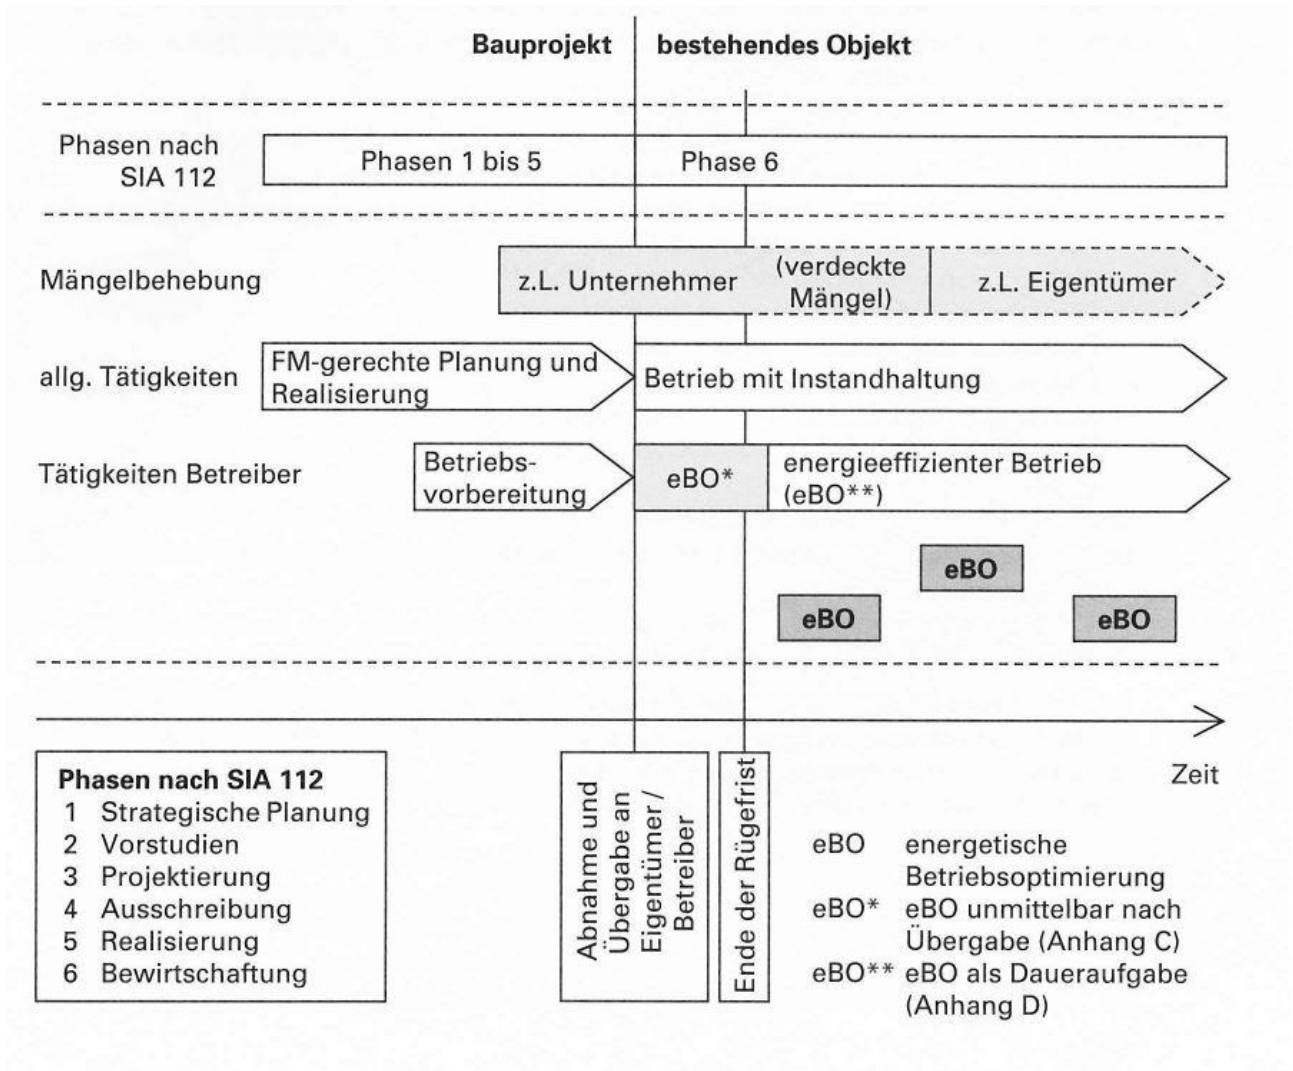 Bauprojekt
bestehendes Objekt
Phasen nach
SIA 112
Phasen 1 bis 5
Phase 6
Mängelbehebung
z.L. Unternehmer
(verdeckte
Mängel)
z.L. Eigentümer
allg. Tätigkeiten
FM-gerechte Planung und
Realisierung
Betrieb mit Instandhaltung
Tätigkeiten Betreiber
Betriebs-
vorbereitung
eBO*
energieeffizienter Betrieb
(eBO**)
eBO
eBO
eBO
Zeit
Phasen nach SIA 112
1 Strategische Planung
2 Vorstudien
3 Projektierung
4 Ausschreibung
5 Realisierung
6 Bewirtschaftung
Abnahme und
Übergabe an
Eigentümer /
Betreiber
Ende der Rügefrist
eBO energetische
Betriebsoptimierung
eBO* eBO unmittelbar nach
Übergabe (Anhang C)
eBO** eBO als Daueraufgabe
(Anhang D)